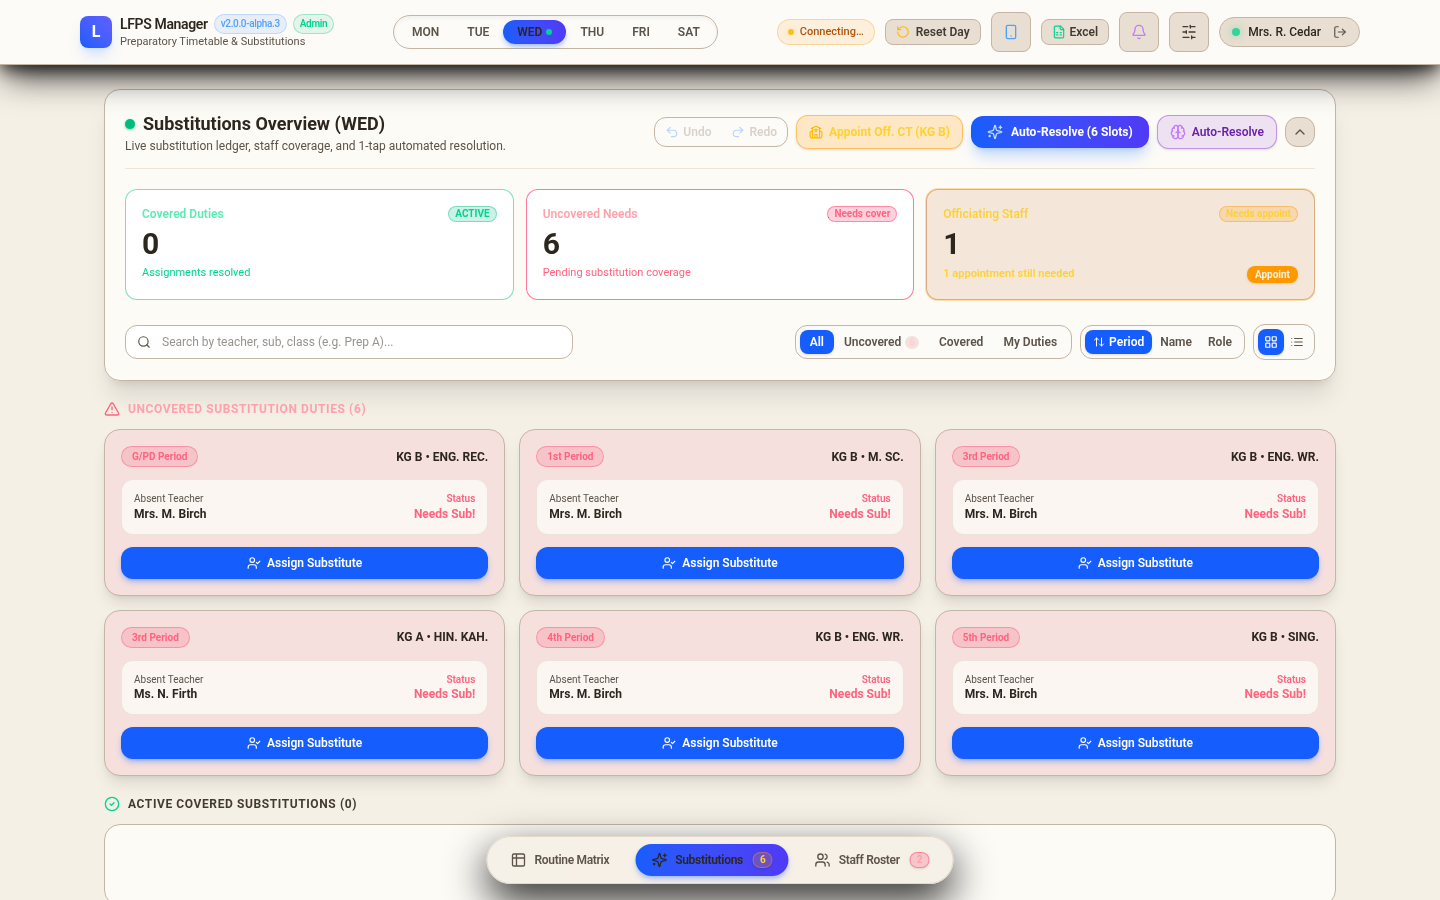 L
LFPS Manager
v2.0.0-alpha.3
Admin
Preparatory Timetable & Substitutions
MON
TUE
WED
THU
FRI
SAT
Connecting...
Reset Day
Excel
Mrs. R. Cedar
Substitutions Overview (WED)
Live substitution ledger, staff coverage, and 1-tap automated resolution.
Undo
Redo
Appoint Off. CT (KG B)
Auto-Resolve (6 Slots)
Auto-Resolve
Covered Duties
ACTIVE
0
Assignments resolved
Uncovered Needs
Needs cover
6
Pending substitution coverage
Officiating Staff
Needs appoint
1
1 appointment still needed
Appoint
Search by teacher, sub, class (e.g. Prep A)...
All
Uncovered
Covered
My Duties
Period
Name
Role
UNCOVERED SUBSTITUTION DUTIES (6)
G/PD Period
KG B • ENG. REC.
Absent Teacher
Status
Mrs. M. Birch
Needs Sub!
Assign Substitute
1st Period
KG B • M. SC.
Absent Teacher
Status
Mrs. M. Birch
Needs Sub!
Assign Substitute
3rd Period
KG B • ENG. WR.
Absent Teacher
Status
Mrs. M. Birch
Needs Sub!
Assign Substitute
3rd Period
KG A • HIN. KAH.
Absent Teacher
Status
Ms. N. Firth
Needs Sub!
Assign Substitute
4th Period
KG B • ENG. WR.
Absent Teacher
Status
Mrs. M. Birch
Needs Sub!
Assign Substitute
5th Period
KG B • SING.
Absent Teacher
Status
Mrs. M. Birch
Needs Sub!
Assign Substitute
ACTIVE COVERED SUBSTITUTIONS (0)
Routine Matrix
Substitutions
6
Staff Roster
2